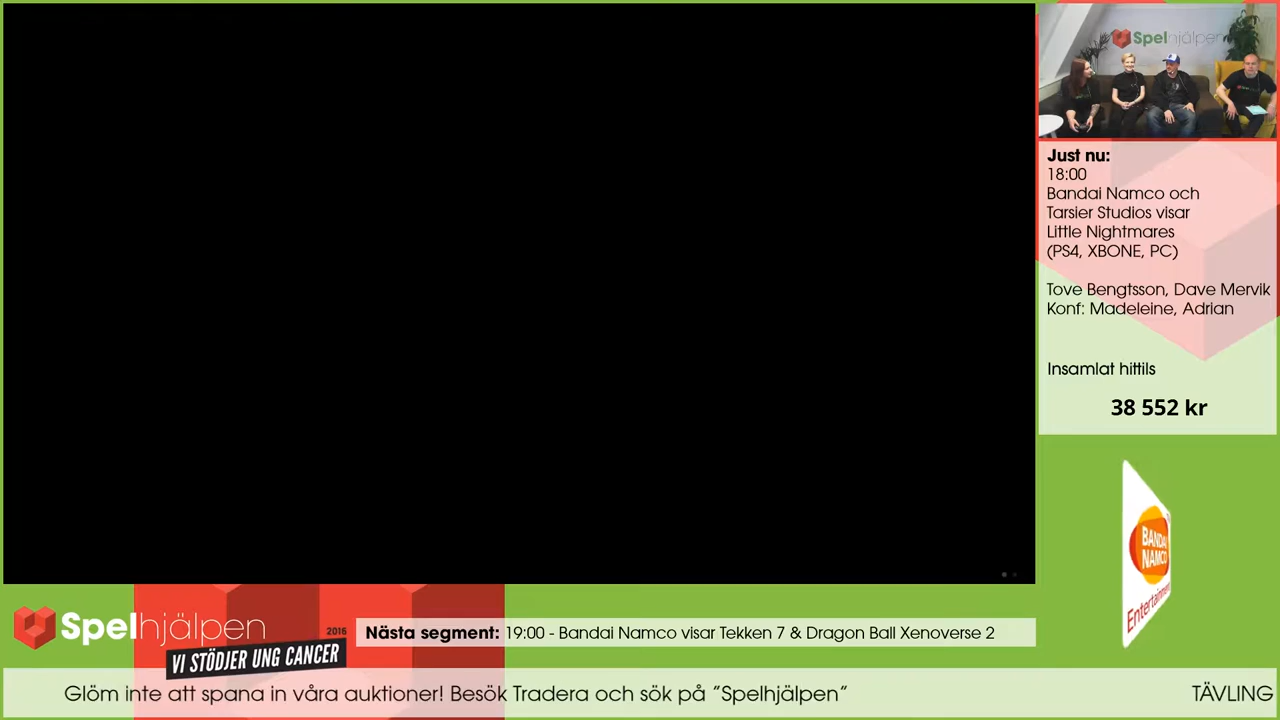 Spelhjälpen
Just nu:
18:00
Bandai Namco och
Tarsier Studios visar
Little Nightmares
(PS4, XBONE, PC)
Tove Bengtsson, Dave Mervik
Konf: Madeleine, Adrian
Insamlat hittils
38 552 kr
BANDAI
NAMCO
Entertainment
Spelhjälpen
2016
VI STÖDJER UNG CANCER
Nästa segment: 19:00 - Bandai Namco visar Tekken 7 & Dragon Ball Xenoverse 2
Glöm inte att spana in våra auktioner! Besök Tradera och sök på ”Spelhjälpen” TÄVLING